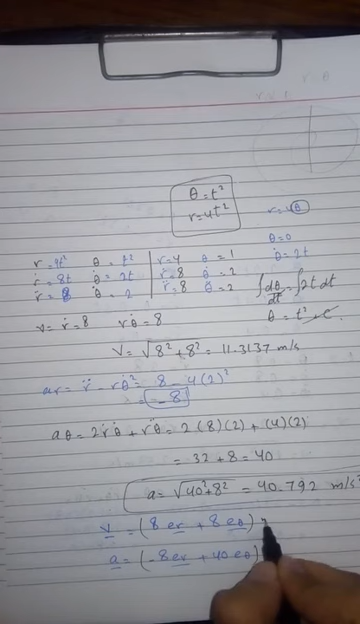 θ = t²
r = 4t²
r = 4θ
θ = 0
θ̇ = 2t
∫ dθ/dt = ∫ 2t dt
θ = t² + c
r = 4t² θ = t² | r = 4 θ = 1
ṙ = 8t θ̇ = 2t | ṙ = 8 θ̇ = 2
r̈ = 8 θ̈ = 2 | r̈ = 8 θ̈ = 2
v = ṙ = 8 rθ̇ = 8
V = √8² + 8² = 11.3137 m/s
ar = r̈ - rθ̇² = 8 - 4(2)²
= -8
aθ = 2ṙθ̇ + rθ̈ = 2(8)(2) + (4)(2)
= 32 + 8 = 40
a = √40² + 8² = 40.792 m/s²
v = (8 er + 8 eθ)
a = (-8er + 40 eθ)